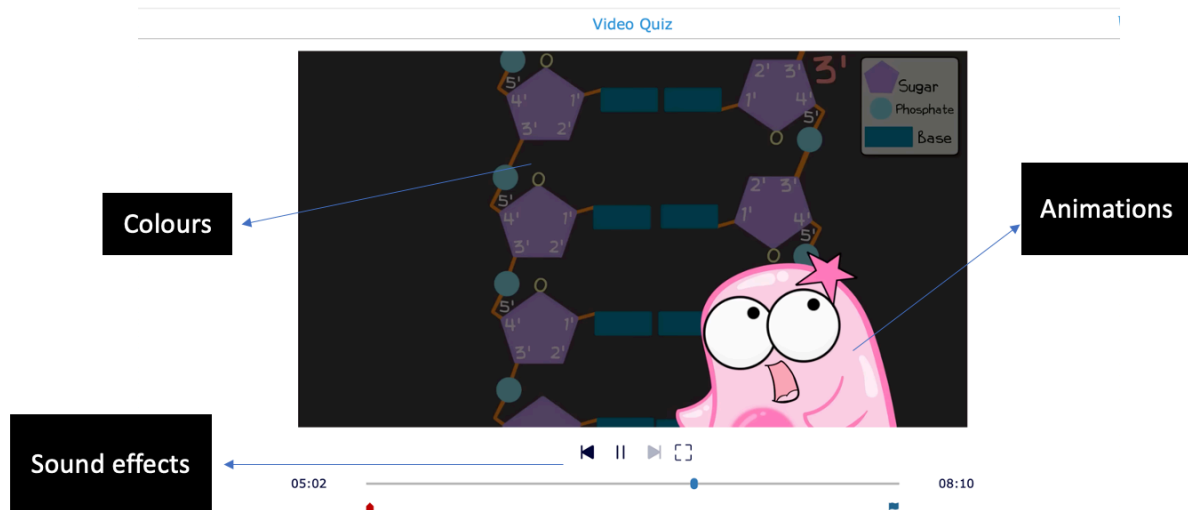 Video Quiz
O
5'
4' 1'
3' 2'
2' 3' 3'
1' 4'
5'
O
Sugar
Phosphate
Base
O
5'
4' 1'
3' 2'
2' 3'
1' 4'
5'
O
O
5'
4' 1'
3' 2'
5'
Colours
Animations
Sound effects
05:02
08:10